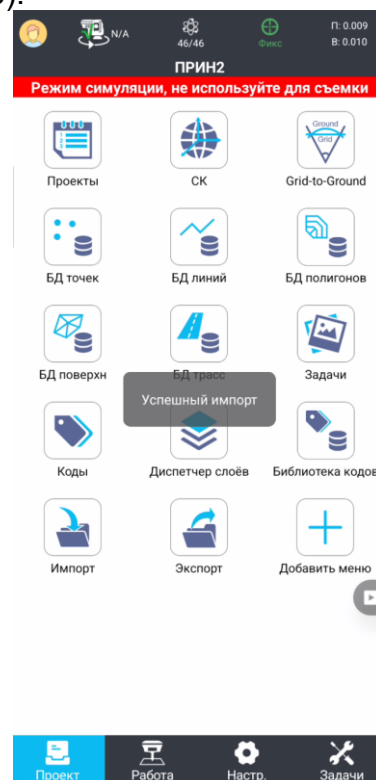 ).
N/A
46/46
Фикс
П: 0.009
В: 0.010
ПРИН2
Режим симуляции, не используйте для съемки
Проекты
СК
Ground
Grid
Grid-to-Ground
БД точек
БД линий
БД полигонов
БД поверхн
БД трасс
Задачи
Успешный импорт
Коды
Диспетчер слоёв
Библиотека кодов
Импорт
Экспорт
Добавить меню
Проект
Работа
Настр.
Задачи